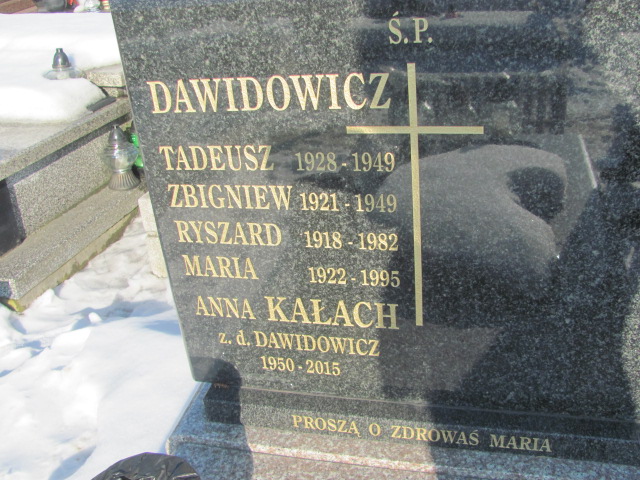 Ś.P.
DAWIDOWICZ
TADEUSZ 1928 - 1949
ZBIGNIEW 1921 - 1949
RYSZARD 1918 - 1982
MARIA 1922 - 1995
ANNA KAŁACH
z. d. DAWIDOWICZ
1950 - 2015
PROSZĄ O ZDROWAŚ MARIA